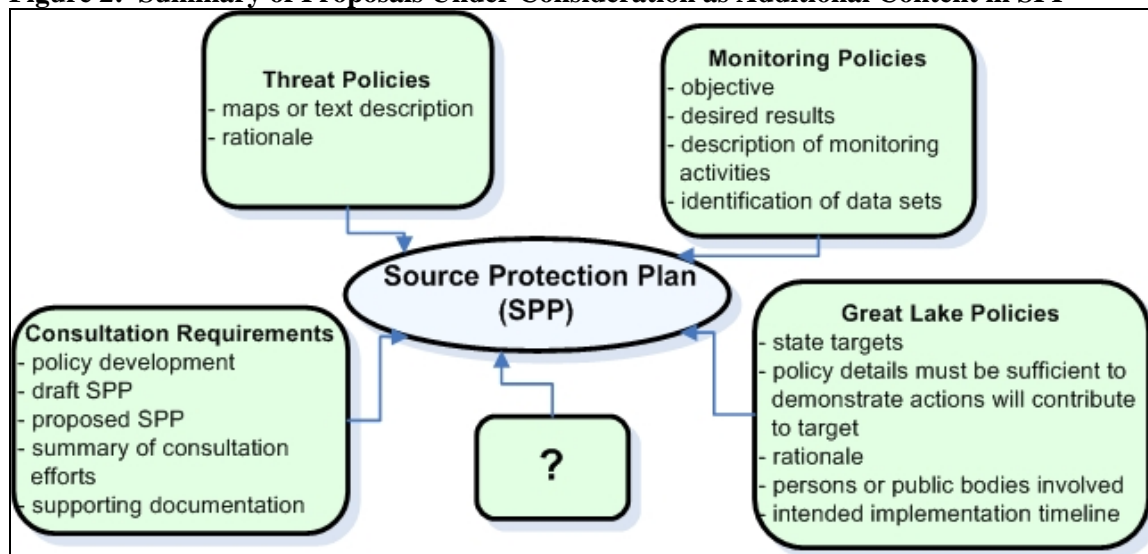 Figure 2: Summary of Proposals Under Consideration as Additional Content in SPP
Threat Policies
- maps or text description
- rationale
Monitoring Policies
- objective
- desired results
- description of monitoring
activities
- identification of data sets
Source Protection Plan
(SPP)
Consultation Requirements
- policy development
- draft SPP
- proposed SPP
- summary of consultation
efforts
- supporting documentation
?
Great Lake Policies
- state targets
- policy details must be sufficient to
demonstrate actions will contribute
to target
- rationale
- persons or public bodies involved
- intended implementation timeline